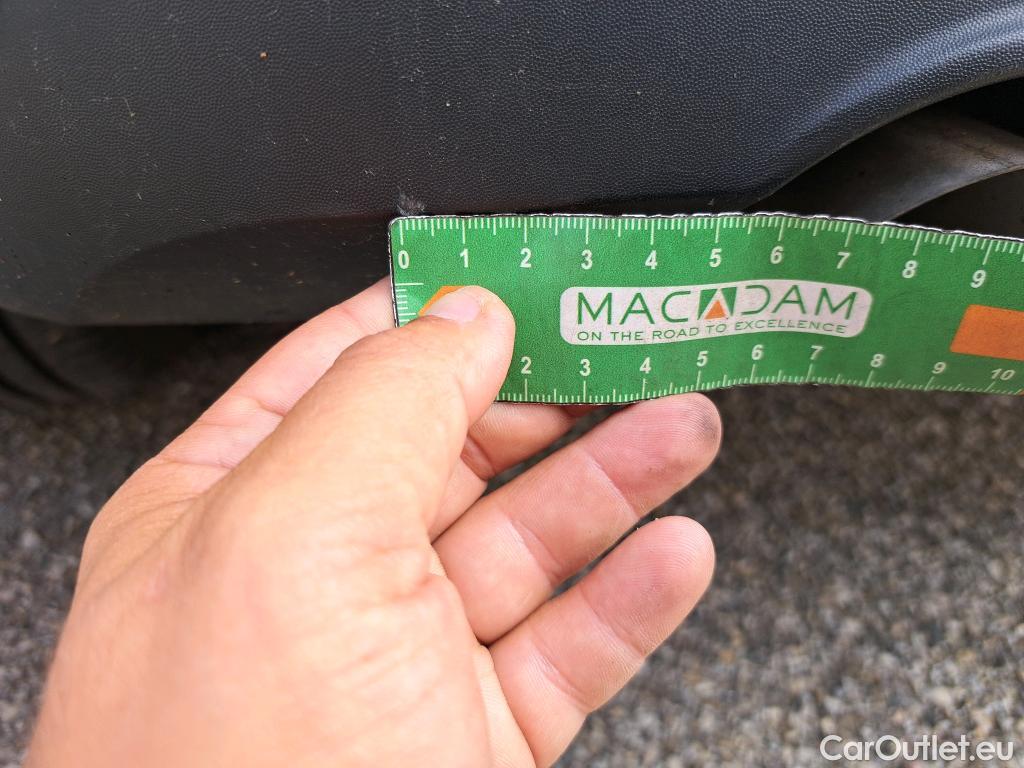 0 1 2 3 4 5 6 7 8 9
MACADAM
ON THE ROAD TO EXCELLENCE
2 3 4 5 6 7 8 9 10
CarOutlet.eu